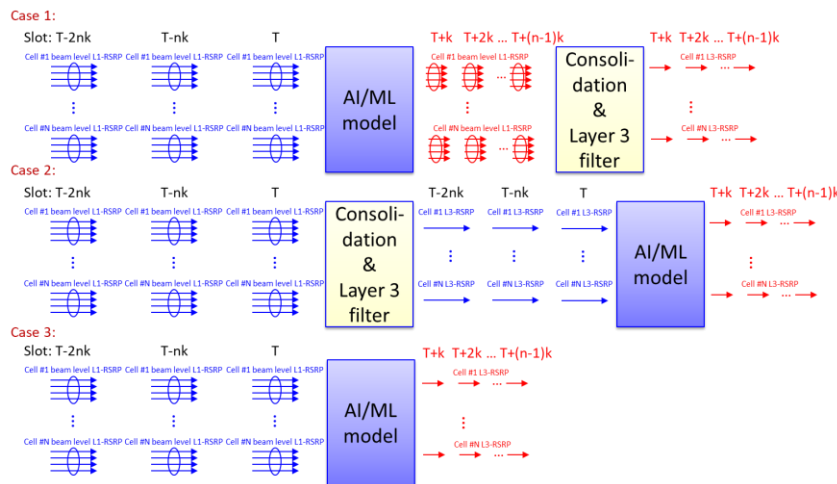 Case 1:
Slot: T-2nk T-nk T T+k T+2k ... T+(n-1)k T+k T+2k ... T+(n-1)k
Cell #1 beam level L1-RSRP Cell #1 beam level L1-RSRP Cell #1 beam level L1-RSRP Cell #1 beam level L1-RSRP Cell #1 L3-RSRP
...
AI/ML
model
Consoli-
dation
&
Layer 3
filter
Cell #N beam level L1-RSRP Cell #N beam level L1-RSRP Cell #N beam level L1-RSRP Cell #N beam level L1-RSRP Cell #N L3-RSRP
...
Case 2:
Slot: T-2nk T-nk T T-2nk T-nk T T+k T+2k ... T+(n-1)k
Cell #1 beam level L1-RSRP Cell #1 beam level L1-RSRP Cell #1 beam level L1-RSRP Cell #1 L3-RSRP Cell #1 L3-RSRP Cell #1 L3-RSRP Cell #1 L3-RSRP
...
Consoli-
dation
&
Layer 3
filter
AI/ML
model
Cell #N beam level L1-RSRP Cell #N beam level L1-RSRP Cell #N beam level L1-RSRP Cell #N L3-RSRP Cell #N L3-RSRP Cell #N L3-RSRP Cell #N L3-RSRP
...
Case 3:
Slot: T-2nk T-nk T T+k T+2k ... T+(n-1)k
Cell #1 beam level L1-RSRP Cell #1 beam level L1-RSRP Cell #1 beam level L1-RSRP Cell #1 L3-RSRP
...
AI/ML
model
Cell #N beam level L1-RSRP Cell #N beam level L1-RSRP Cell #N beam level L1-RSRP Cell #N L3-RSRP
...